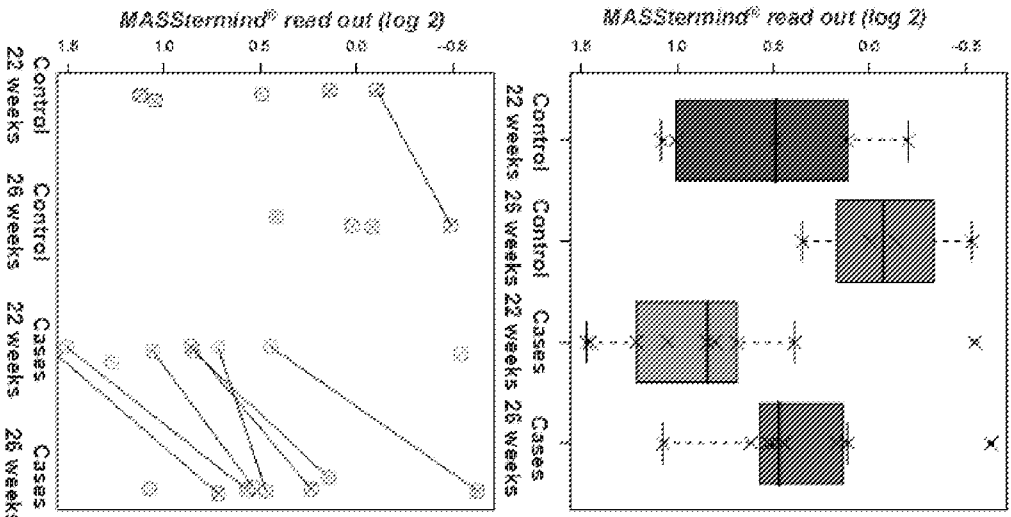 MASStermind® read out (log 2)
1.5 1.0 0.5 0.0 -0.5
Control
22 weeks
Control
26 weeks
Cases
22 weeks
Cases
26 weeks
MASStermind® read out (log 2)
1.5 1.0 0.5 0.0 -0.5
Control
22 weeks
Control
26 weeks
Cases
22 weeks
Cases
26 weeks